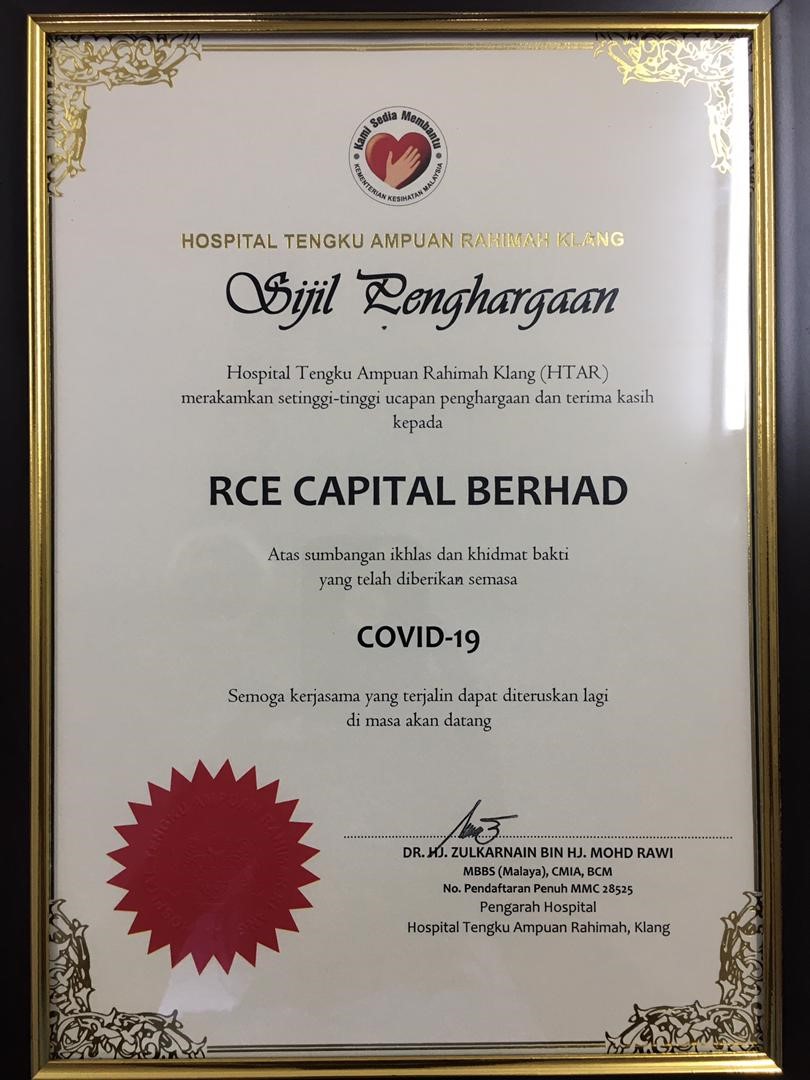 Kami Sedia Membantu
KEMENTERIAN KESIHATAN MALAYSIA
HOSPITAL TENGKU AMPUAN RAHIMAH KLANG
Sijil Penghargaan
Hospital Tengku Ampuan Rahimah Klang (HTAR)
merakamkan setinggi-tinggi ucapan penghargaan dan terima kasih
kepada
RCE CAPITAL BERHAD
Atas sumbangan ikhlas dan khidmat bakti
yang telah diberikan semasa
COVID-19
Semoga kerjasama yang terjalin dapat diteruskan lagi
di masa akan datang
DR. HJ. ZULKARNAIN BIN HJ. MOHD RAWI
MBBS (Malaya), CMIA, BCM
No. Pendaftaran Penuh MMC 28525
Pengarah Hospital
Hospital Tengku Ampuan Rahimah, Klang